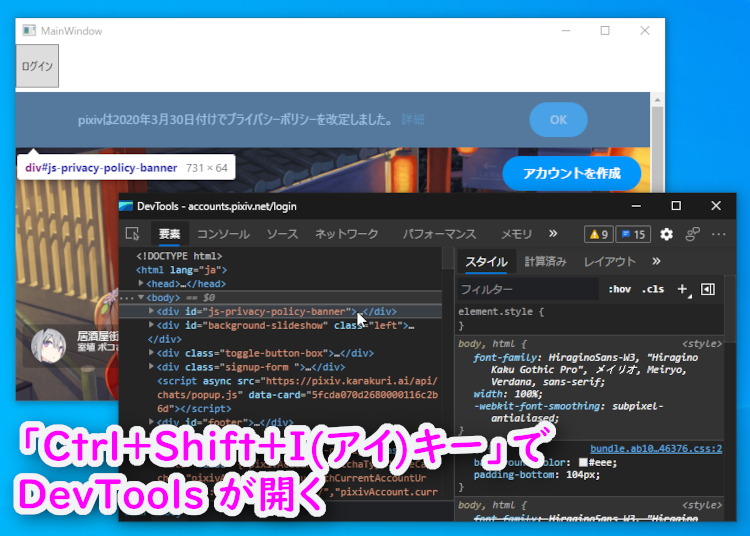 MainWindow
ログイン
pixivは2020年3月30日付けでプライバシーポリシーを改定しました。 詳細
OK
div#js-privacy-policy-banner 731 × 64
アカウントを作成
DevTools - accounts.pixiv.net/login
要素 コンソール ソース ネットワーク パフォーマンス メモリ » 9 15
<!DOCTYPE html>
<html lang="ja">
<head>…</head>
<body> == $0
<div id="js-privacy-policy-banner">…</div>
<div id="background-slideshow" class="left">…
</div>
<div class="toggle-button-box">…</div>
<div class="signup-form ">…</div>
<script async src="https://pixiv.karakuri.ai/api/
chats/popup.js" data-card="5fcda070d2680000116c2b
6d"></script>
<div id="footer">…</div>
","pixivAccount.curr
スタイル 計算済み レイアウト »
フィルター :hov .cls +
element.style {
}
body, html { <style>
font-family: HiraginoSans-W3, "Hiragino
Kaku Gothic Pro", メイリオ, Meiryo,
Verdana, sans-serif;
width: 100%;
-webkit-font-smoothing: subpixel-
antialiased;
}
bundle.ab10…46376.css:2
#eee;
padding-bottom: 104px;
}
body, html { <style>
font-family: HiraginoSans-W3, "Hiragino
居酒屋街
「Ctrl+Shift+I(アイ)キー」で
DevTools が開く